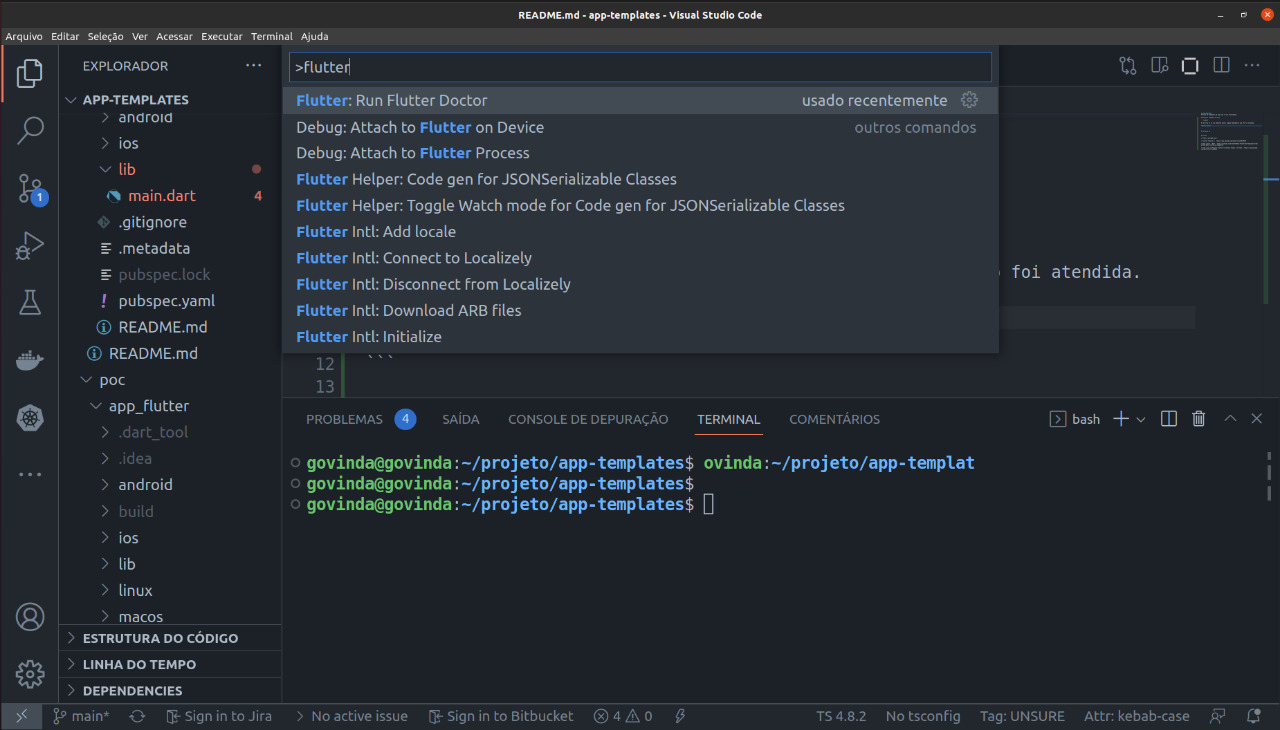 README.md - app-templates - Visual Studio Code
Arquivo Editar Seleção Ver Acessar Executar Terminal Ajuda
EXPLORADOR
APP-TEMPLATES
android
ios
lib
main.dart 4
.gitignore
.metadata
pubspec.lock
pubspec.yaml
README.md
README.md
poc
app_flutter
.dart_tool
.idea
android
build
ios
lib
linux
macos
ESTRUTURA DO CÓDIGO
LINHA DO TEMPO
DEPENDENCIES
1
>flutter
Flutter: Run Flutter Doctor usado recentemente
Debug: Attach to Flutter on Device outros comandos
Debug: Attach to Flutter Process
Flutter Helper: Code gen for JSONSerializable Classes
Flutter Helper: Toggle Watch mode for Code gen for JSONSerializable Classes
Flutter Intl: Add locale
Flutter Intl: Connect to Localizely
Flutter Intl: Disconnect from Localizely
Flutter Intl: Download ARB files
Flutter Intl: Initialize
foi atendida.
12 ```
13
PROBLEMAS 4 SAÍDA CONSOLE DE DEPURAÇÃO TERMINAL COMENTÁRIOS bash
govinda@govinda:~/projeto/app-templates$ ovinda:~/projeto/app-templat
govinda@govinda:~/projeto/app-templates$
govinda@govinda:~/projeto/app-templates$
main* Sign in to Jira No active issue Sign in to Bitbucket 4 0 TS 4.8.2 No tsconfig Tag: UNSURE Attr: kebab-case